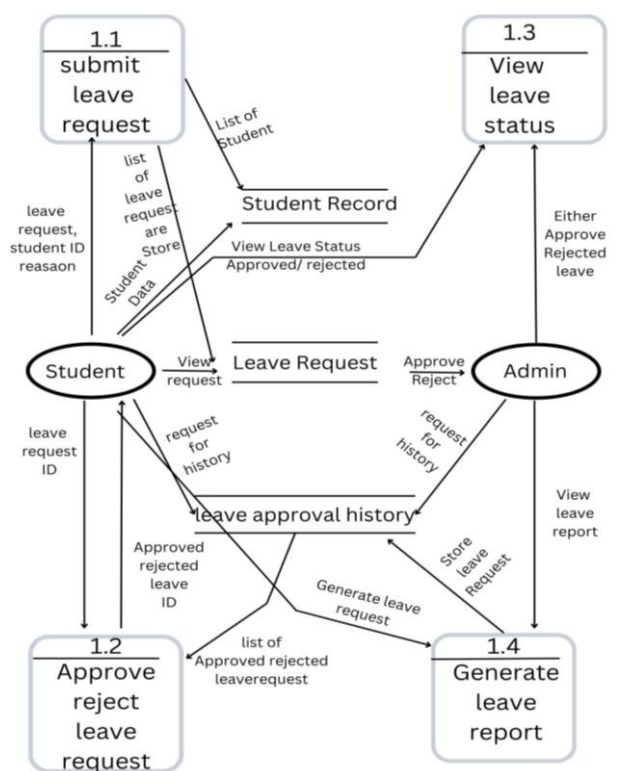 1.1
submit
leave
request
1.3
View
leave
status
List of
Student
list
of
leave
request
are
Store
leave
request,
student ID
reasaon
Student Record
Student
Data
View Leave Status
Approved/ rejected
Either
Approve
Rejected
leave
Student
View
request
Leave Request
Approve
Reject
Admin
leave
request
ID
request
for
history
request
for
history
leave approval history
View
leave
report
Approved
rejected
leave
ID
Store
leave
Request
Generate leave
request
list of
Approved rejected
leaverequest
1.2
Approve
reject
leave
request
1.4
Generate
leave
report